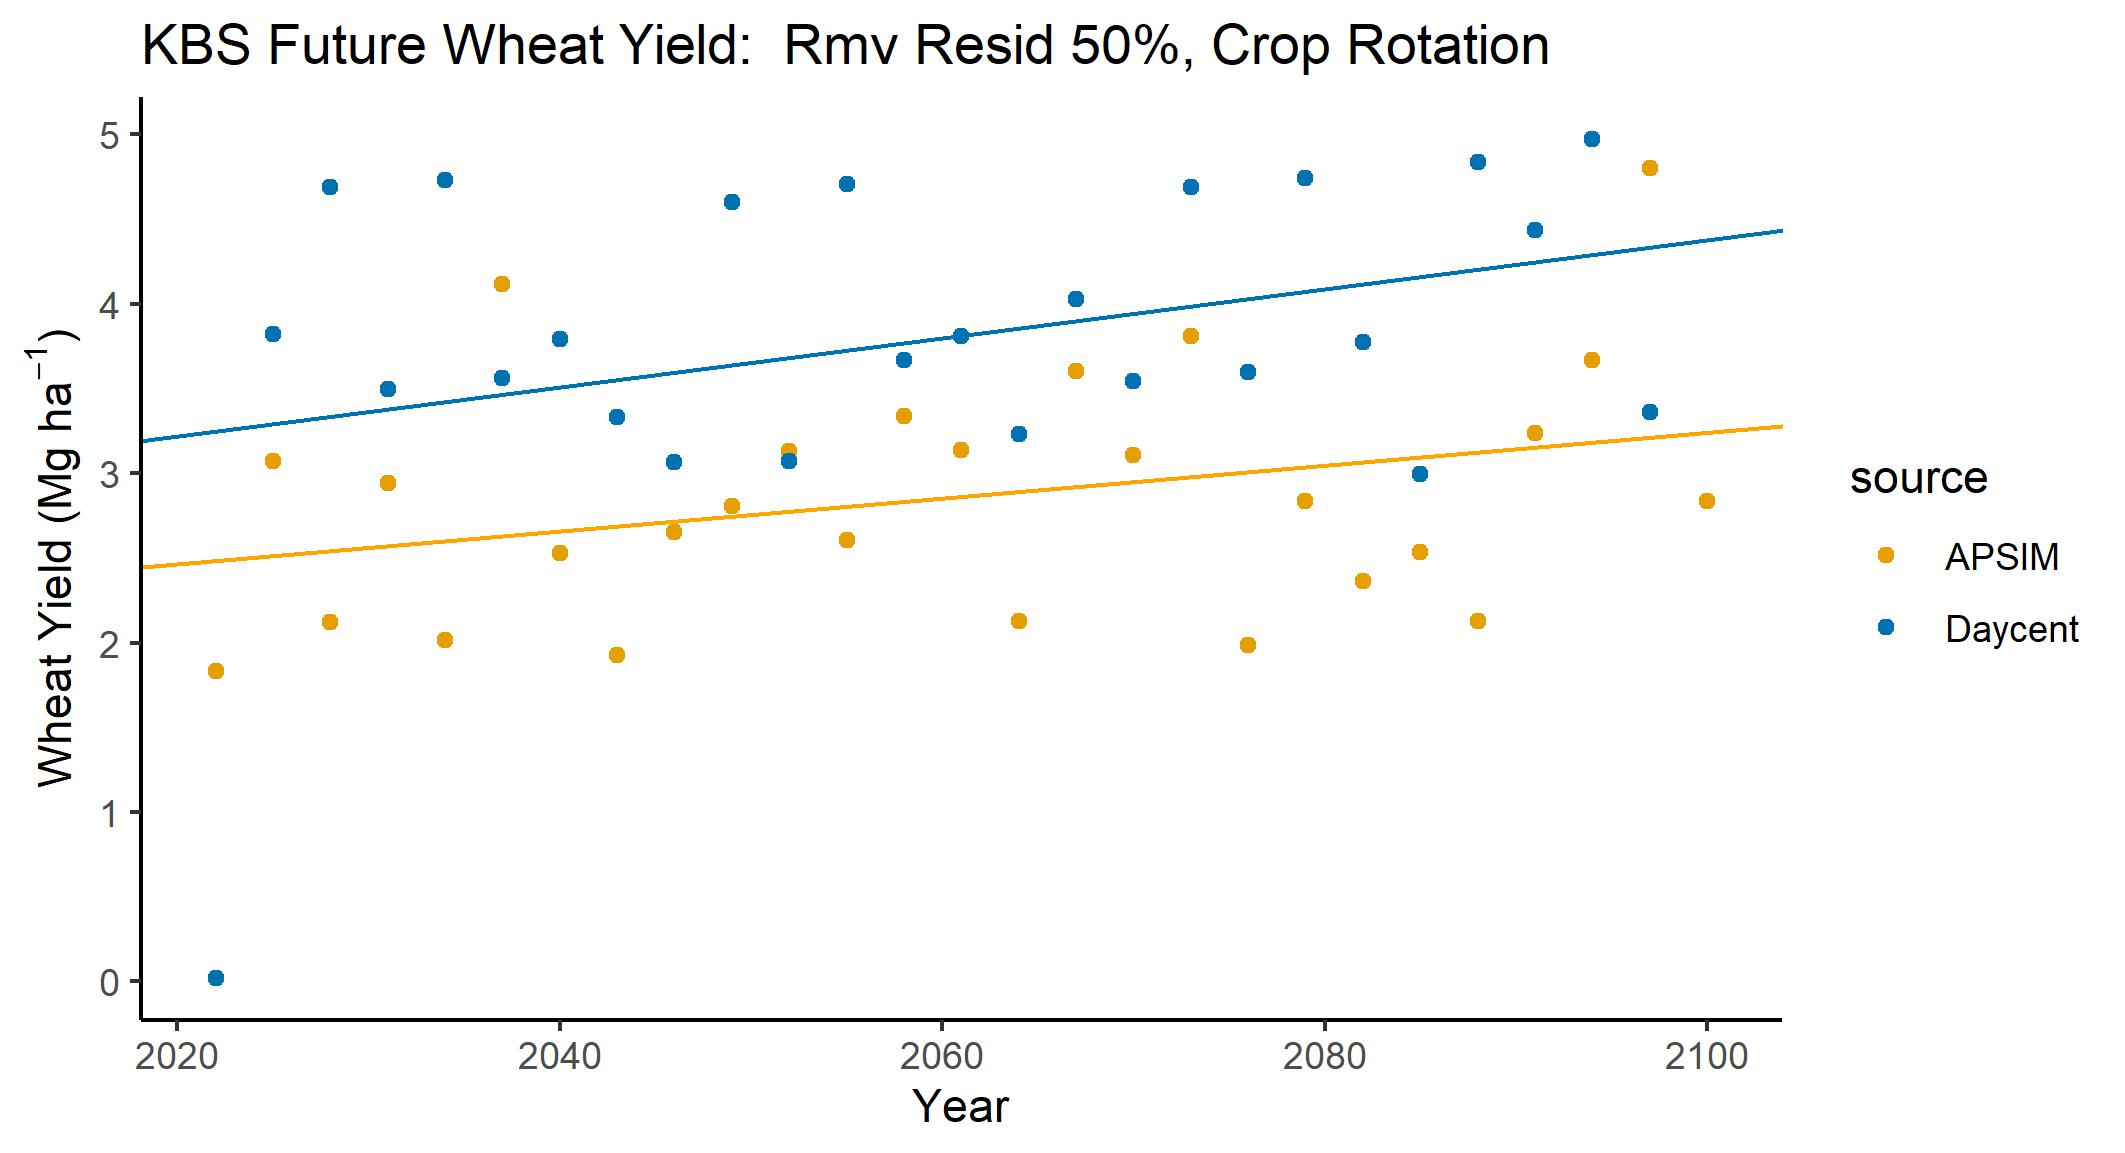 KBS Future Wheat Yield:  Rmv Resid 50%, Crop Rotation
Wheat Yield (Mg ha⁻¹)
5
4
3
2
1
0
2020 2040 2060 2080 2100
Year
source
APSIM
Daycent